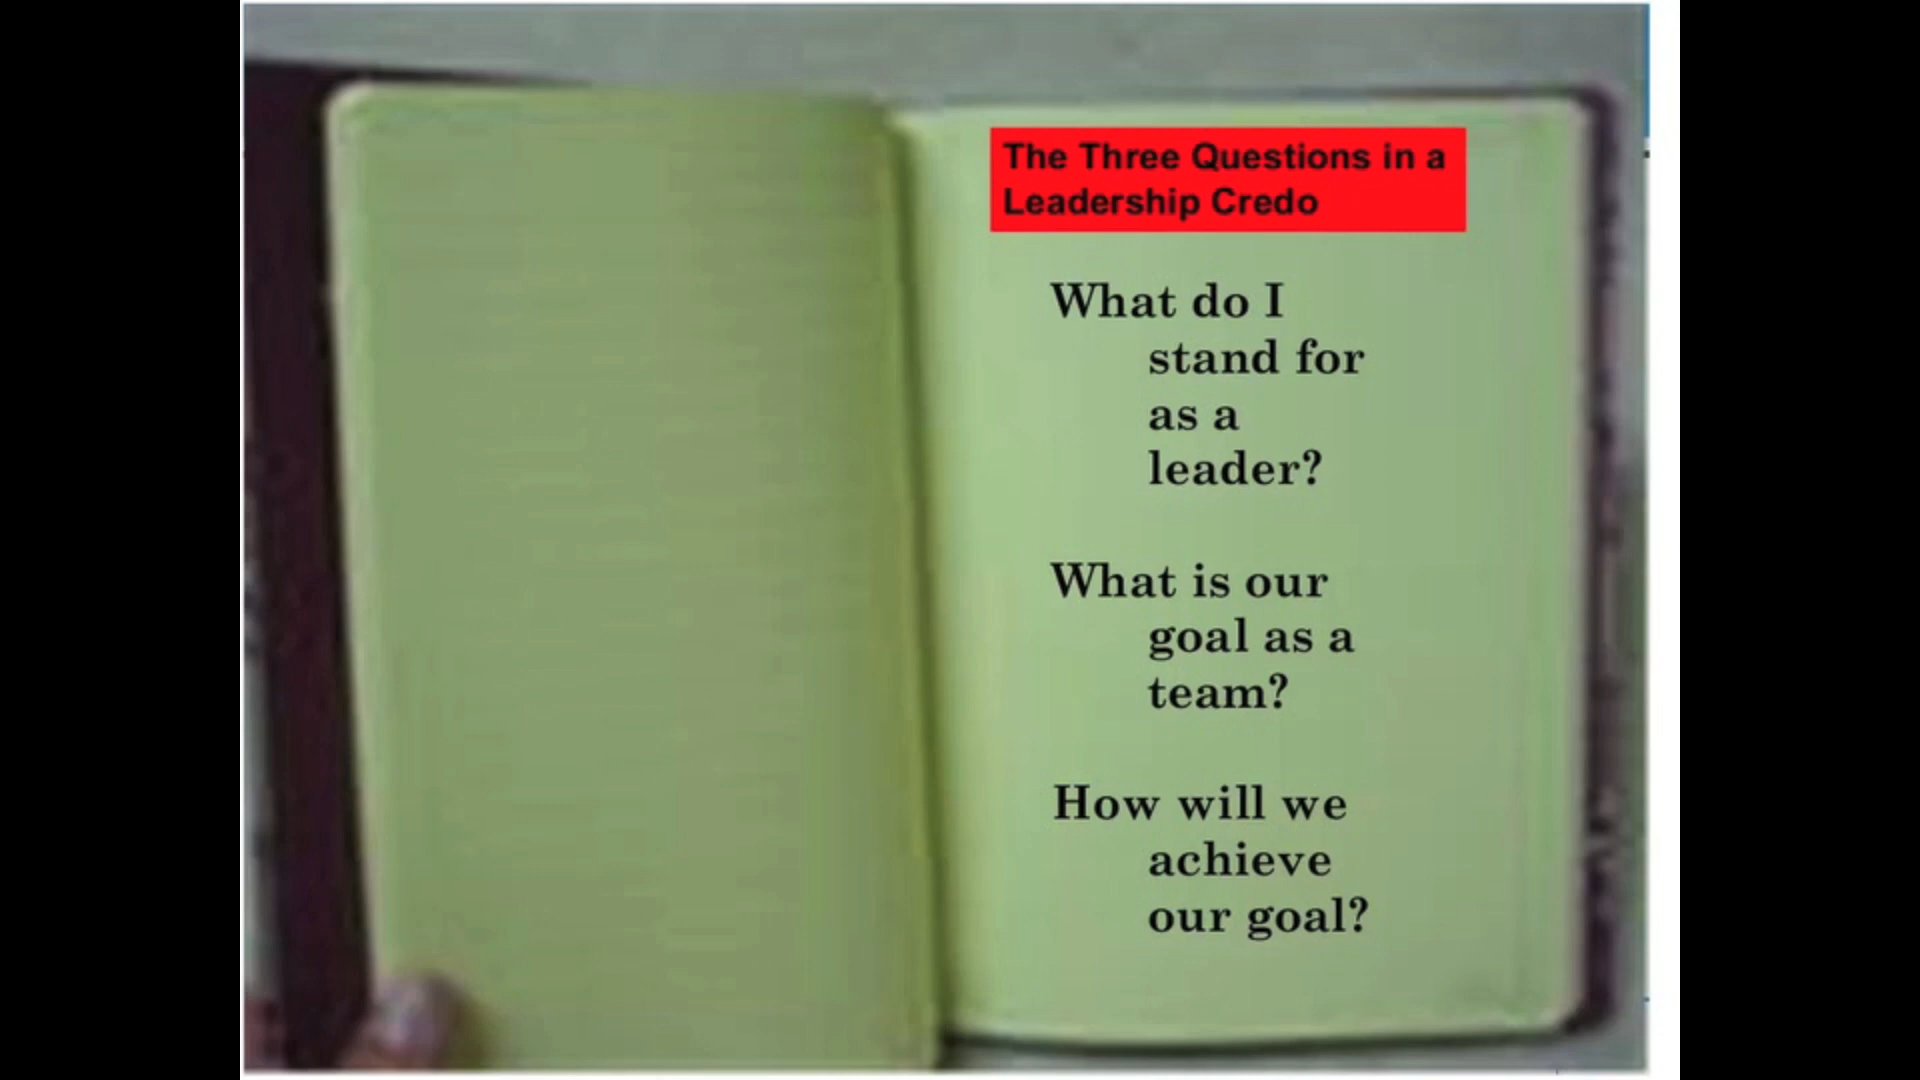 The Three Questions in a
Leadership Credo
What do I
stand for
as a
leader?
What is our
goal as a
team?
How will we
achieve
our goal?